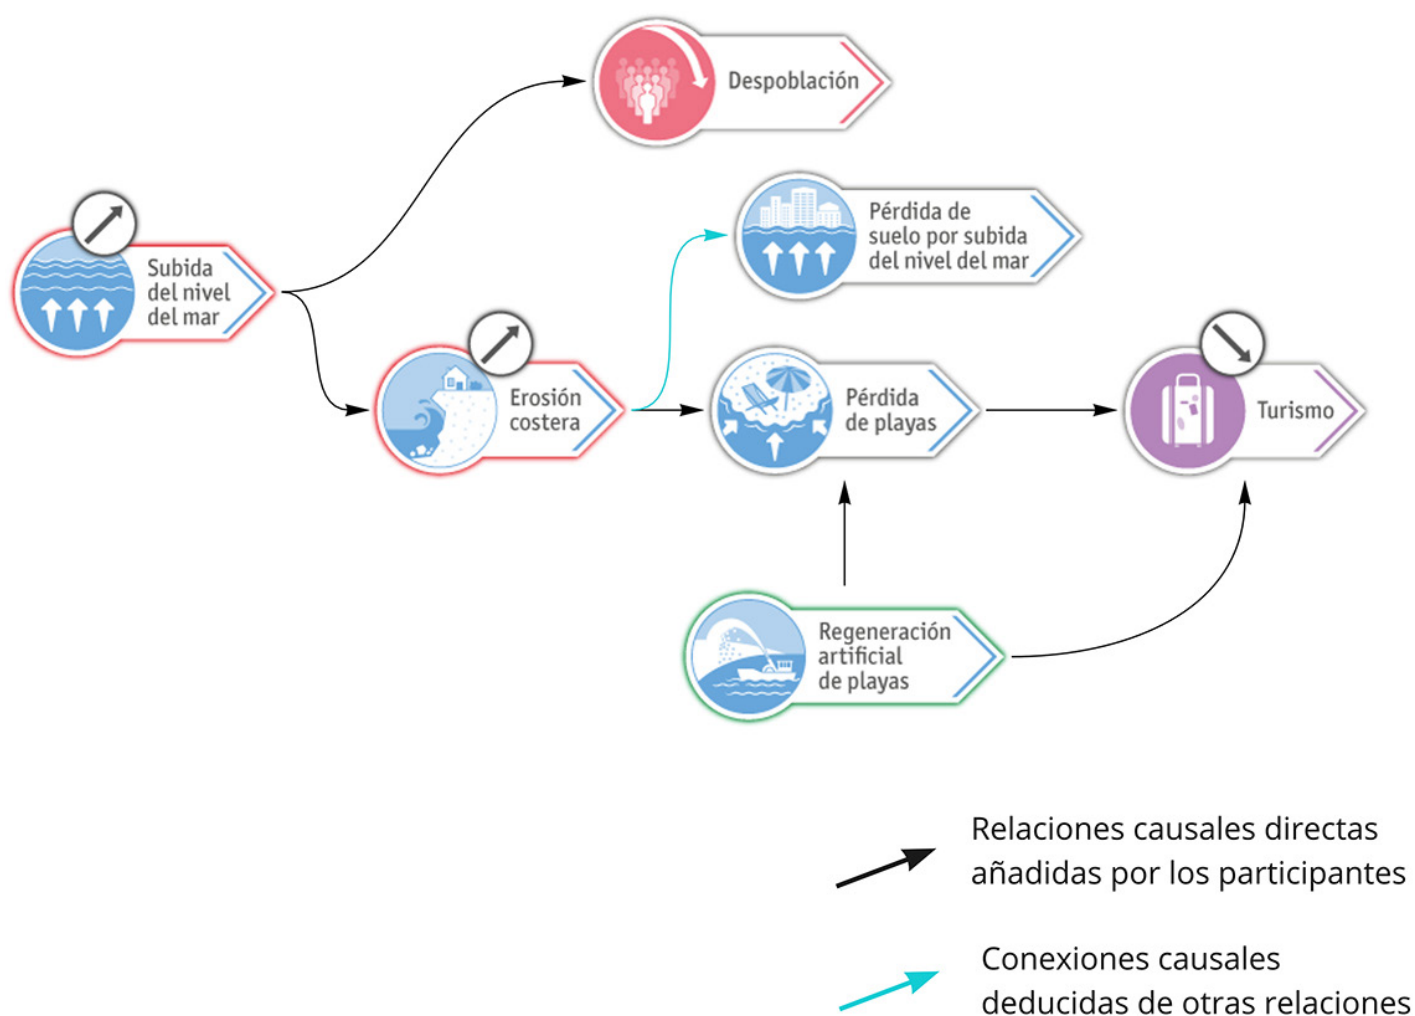 Despoblación
Pérdida de
suelo por subida
del nivel del mar
Subida
del nivel
del mar
Erosión
costera
Pérdida
de playas
Turismo
Regeneración
artificial
de playas
Relaciones causales directas
añadidas por los participantes
Conexiones causales
deducidas de otras relaciones